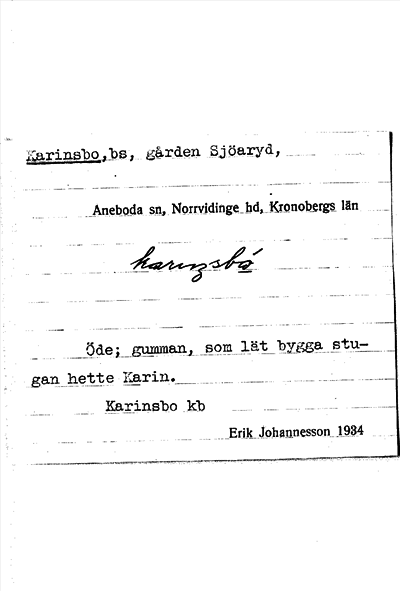 Karinsbo,bs, gården Sjöaryd,
Aneboda sn, Norrvidinge hd, Kronobergs län
Öde; gumman, som lät bygga stu-
gan hette Karin.
Karinsbo kb
Erik Johannesson 1934